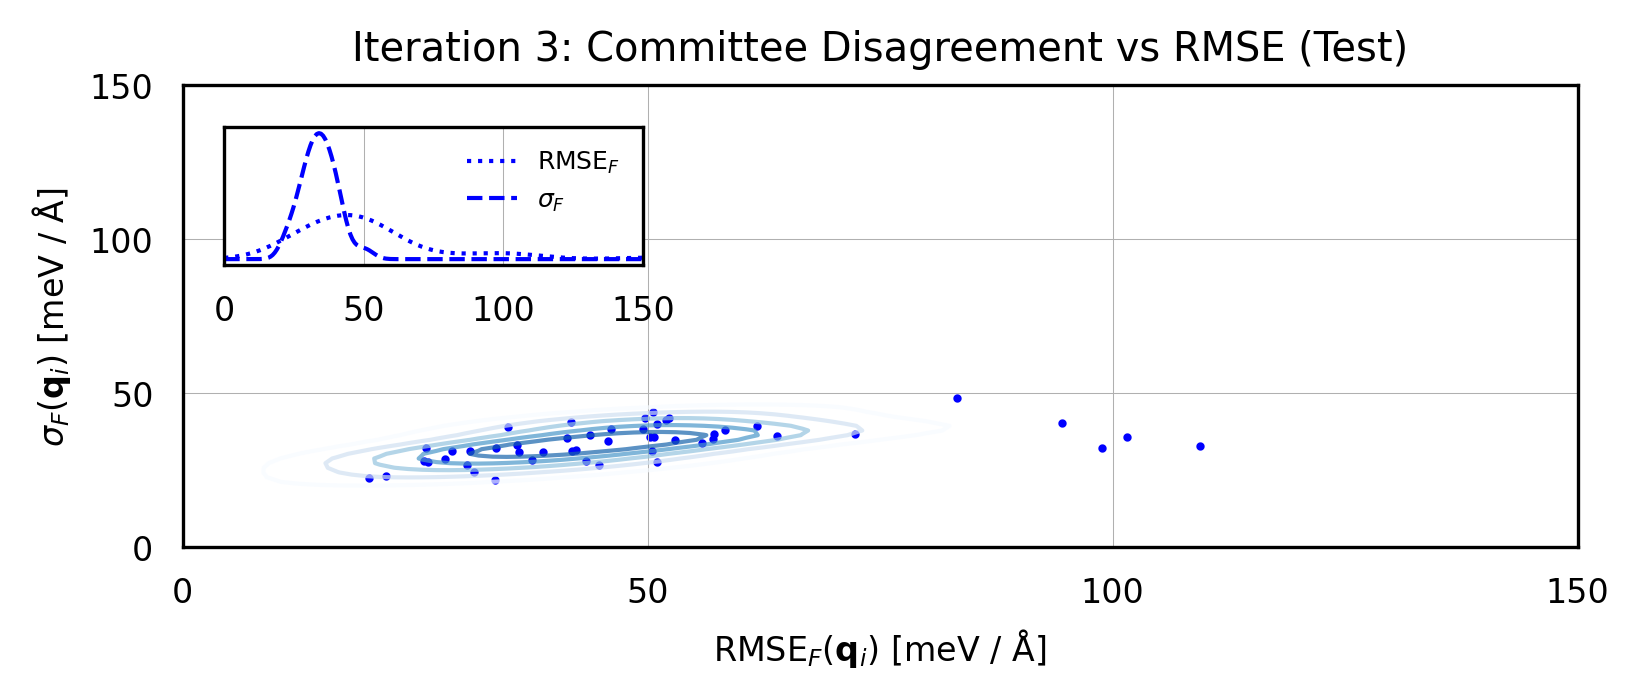 Iteration 3: Committee Disagreement vs RMSE (Test)
150
100
50
0
σ_F(q_i) [meV / Å]
RMSE_F
σ_F
0 50 100 150
0 50 100 150
RMSE_F(q_i) [meV / Å]